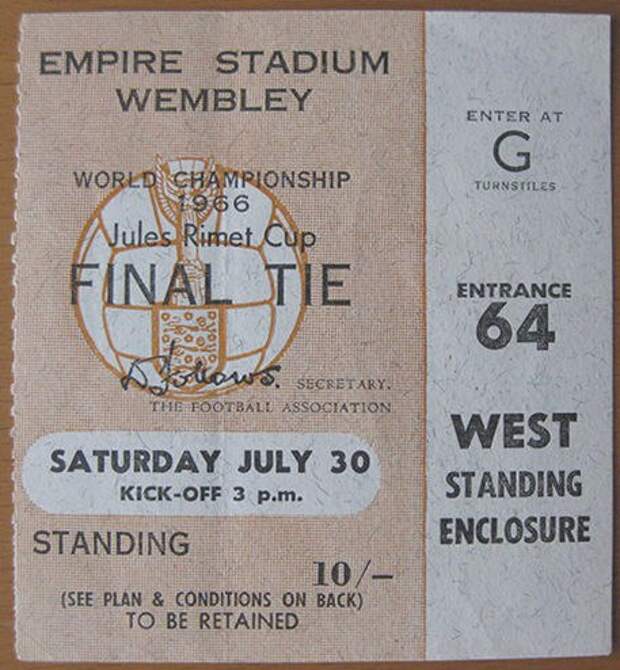 EMPIRE STADIUM
WEMBLEY
WORLD CHAMPIONSHIP
1966
Jules Rimet Cup
FINAL TIE
D Follows. SECRETARY.
THE FOOTBALL ASSOCIATION
SATURDAY JULY 30
KICK-OFF 3 p.m.
STANDING
10/–
(SEE PLAN & CONDITIONS ON BACK)
TO BE RETAINED
ENTER AT
G
TURNSTILES
ENTRANCE
64
WEST
STANDING
ENCLOSURE